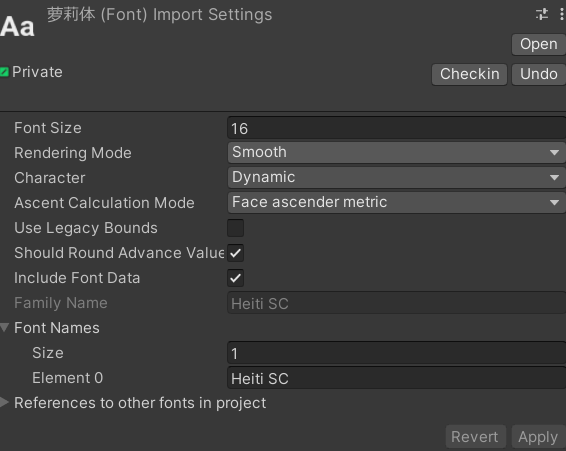 Aa
萝莉体 (Font) Import Settings
Open
Private
Checkin
Undo
Font Size 16
Rendering Mode Smooth
Character Dynamic
Ascent Calculation Mode Face ascender metric
Use Legacy Bounds
Should Round Advance Value
Include Font Data
Family Name Heiti SC
Font Names
Size 1
Element 0 Heiti SC
References to other fonts in project
Revert Apply